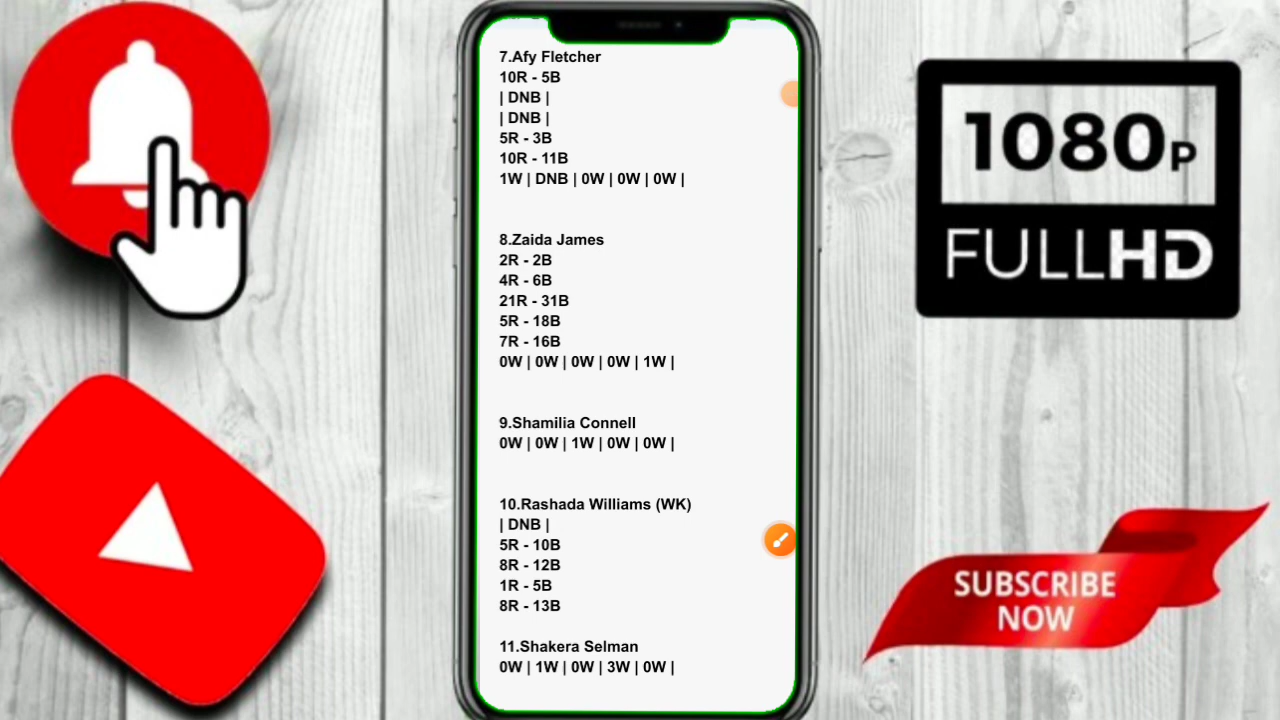 7.Afy Fletcher
10R - 5B
| DNB |
| DNB |
5R - 3B
10R - 11B
1W | DNB | 0W | 0W | 0W |
8.Zaida James
2R - 2B
4R - 6B
21R - 31B
5R - 18B
7R - 16B
0W | 0W | 0W | 0W | 1W |
9.Shamilia Connell
0W | 0W | 1W | 0W | 0W |
10.Rashada Williams (WK)
| DNB |
5R - 10B
8R - 12B
1R - 5B
8R - 13B
11.Shakera Selman
0W | 1W | 0W | 3W | 0W |
1080P
FULLHD
SUBSCRIBE
NOW